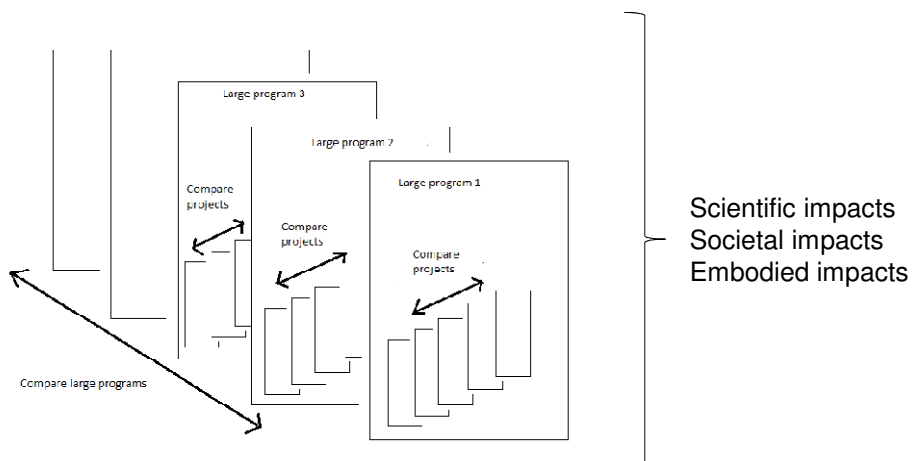 Large program 3
Large program 2
Large program 1
Compare
projects
Compare
projects
Compare
projects
Compare large programs
Scientific impacts
Societal impacts
Embodied impacts